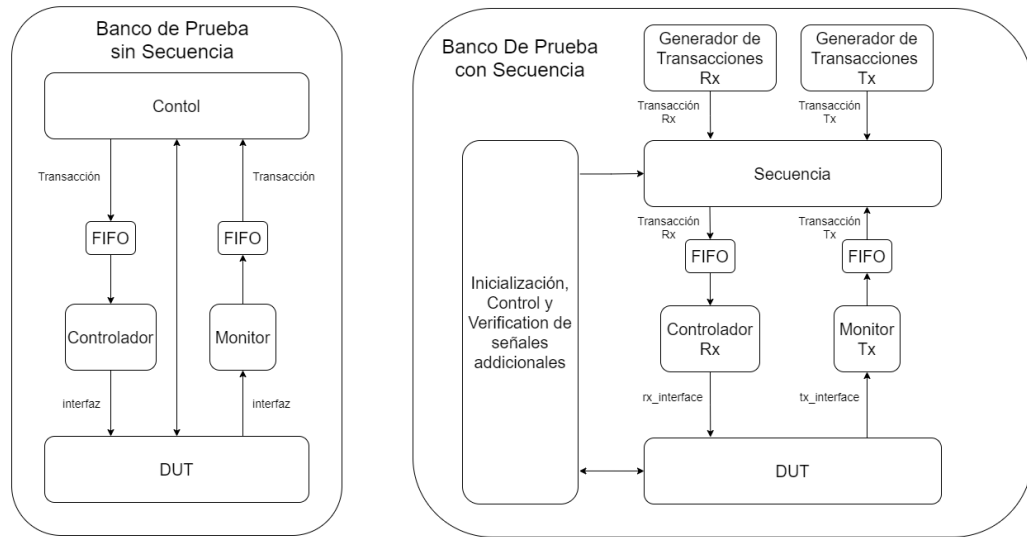 Banco de Prueba
sin Secuencia
Contol
Transacción
Transacción
FIFO
FIFO
Controlador
Monitor
interfaz
interfaz
DUT
Banco De Prueba
con Secuencia
Generador de
Transacciones
Rx
Generador de
Transacciones
Tx
Transacción
Rx
Transacción
Tx
Secuencia
Transacción
Rx
Transacción
Tx
FIFO
FIFO
Inicialización,
Control y
Verification de
señales
addicionales
Controlador
Rx
Monitor
Tx
rx_interface
tx_interface
DUT